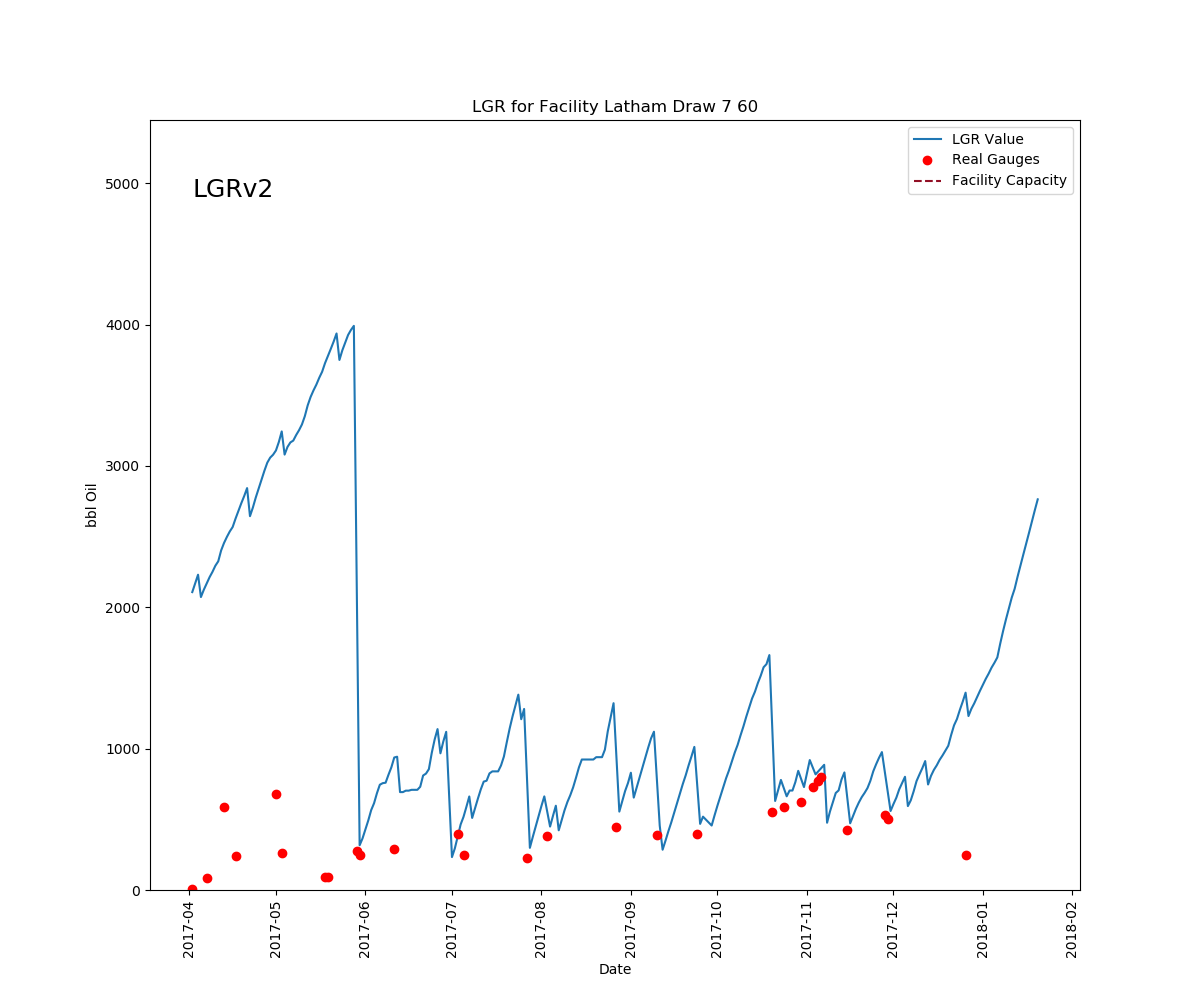 LGR for Facility Latham Draw 7 60
LGRv2
LGR Value
Real Gauges
Facility Capacity
bbl Oil
5000
4000
3000
2000
1000
0
2017-04
2017-05
2017-06
2017-07
2017-08
2017-09
2017-10
2017-11
2017-12
2018-01
2018-02
Date